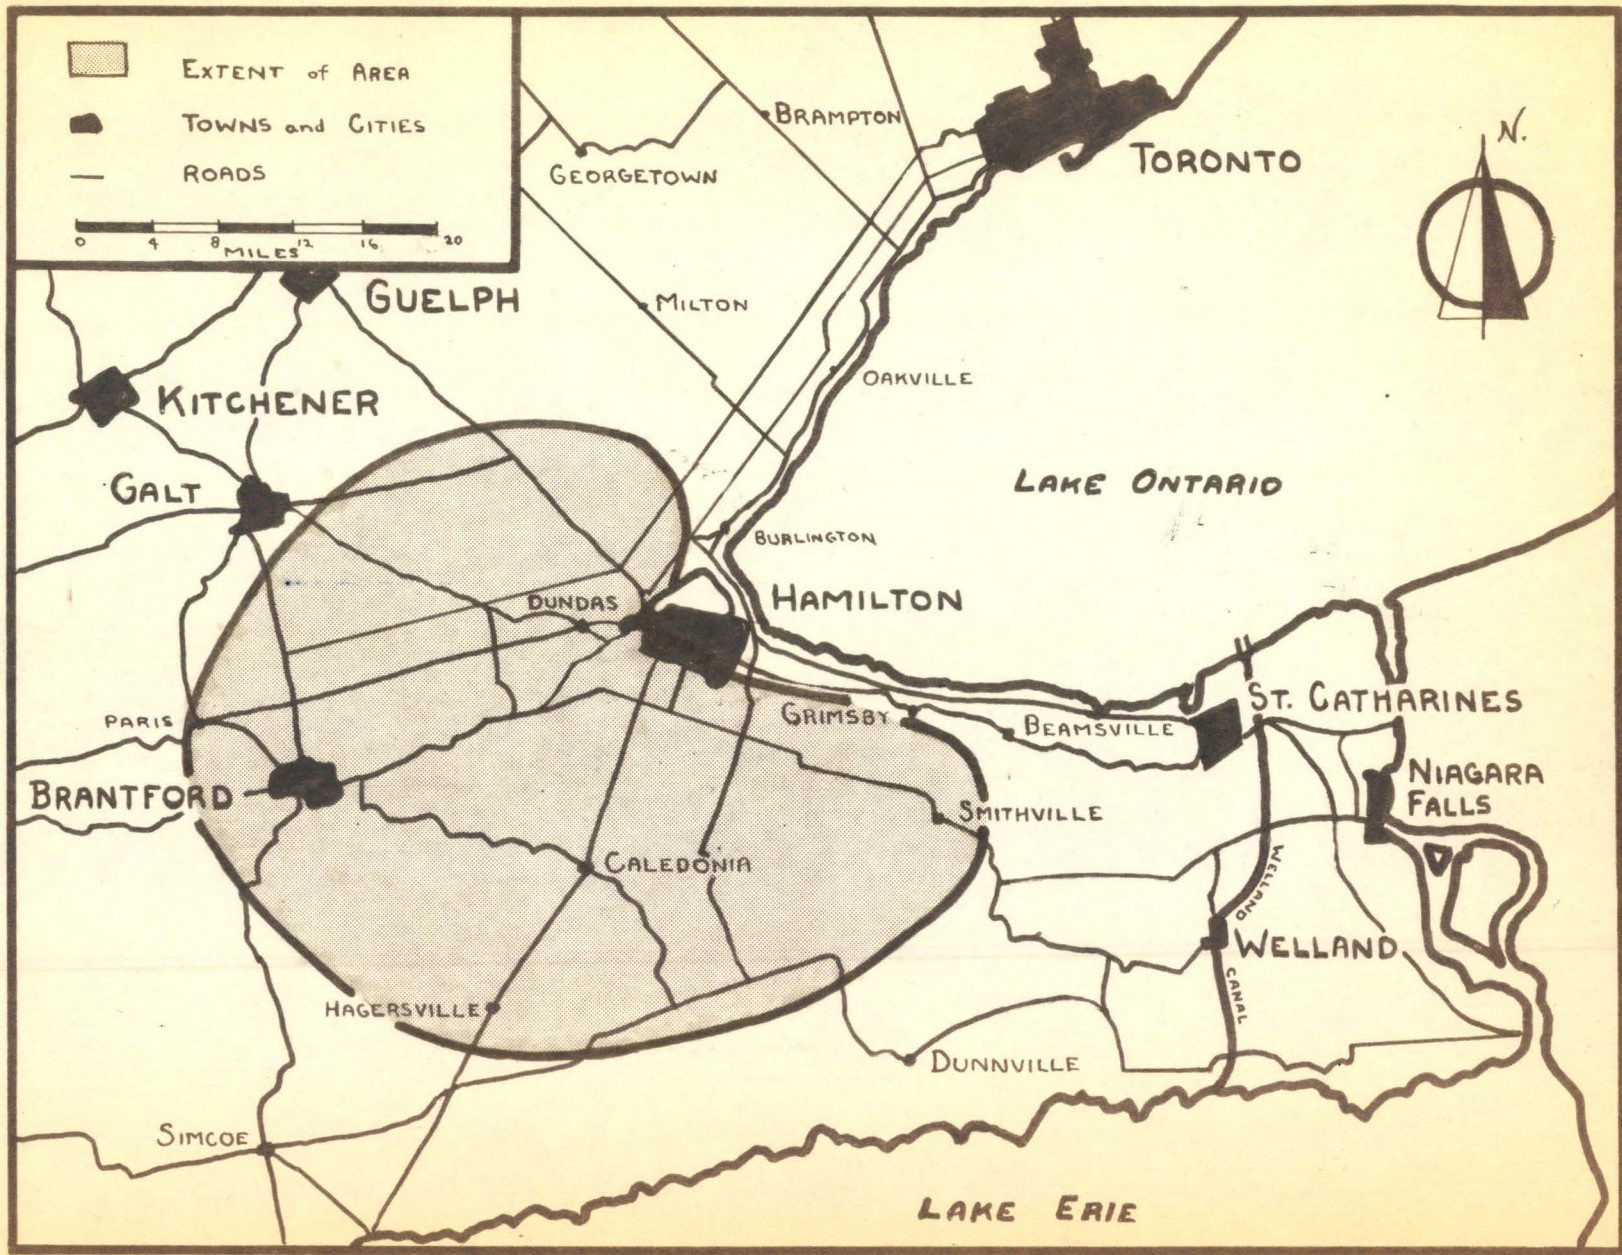 EXTENT of AREA
TOWNS and CITIES
ROADS
0 4 8 12 16 20
MILES
N.
BRAMPTON
TORONTO
GEORGETOWN
GUELPH
MILTON
OAKVILLE
KITCHENER
GALT
LAKE ONTARIO
BURLINGTON
HAMILTON
DUNDAS
ST. CATHARINES
PARIS
GRIMSBY
BEAMSVILLE
NIAGARA
FALLS
BRANTFORD
SMITHVILLE
CALEDONIA
WELLAND
WELLAND
CANAL
HAGERSVILLE
DUNNVILLE
SIMCOE
LAKE ERIE